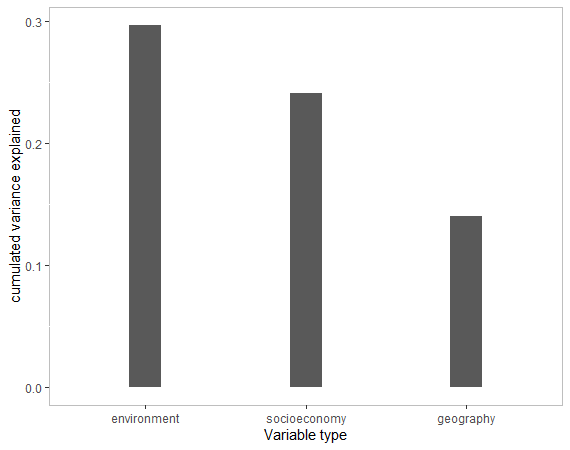 cumulated variance explained
0.3
0.2
0.1
0.0
environment socioeconomy geography
Variable type